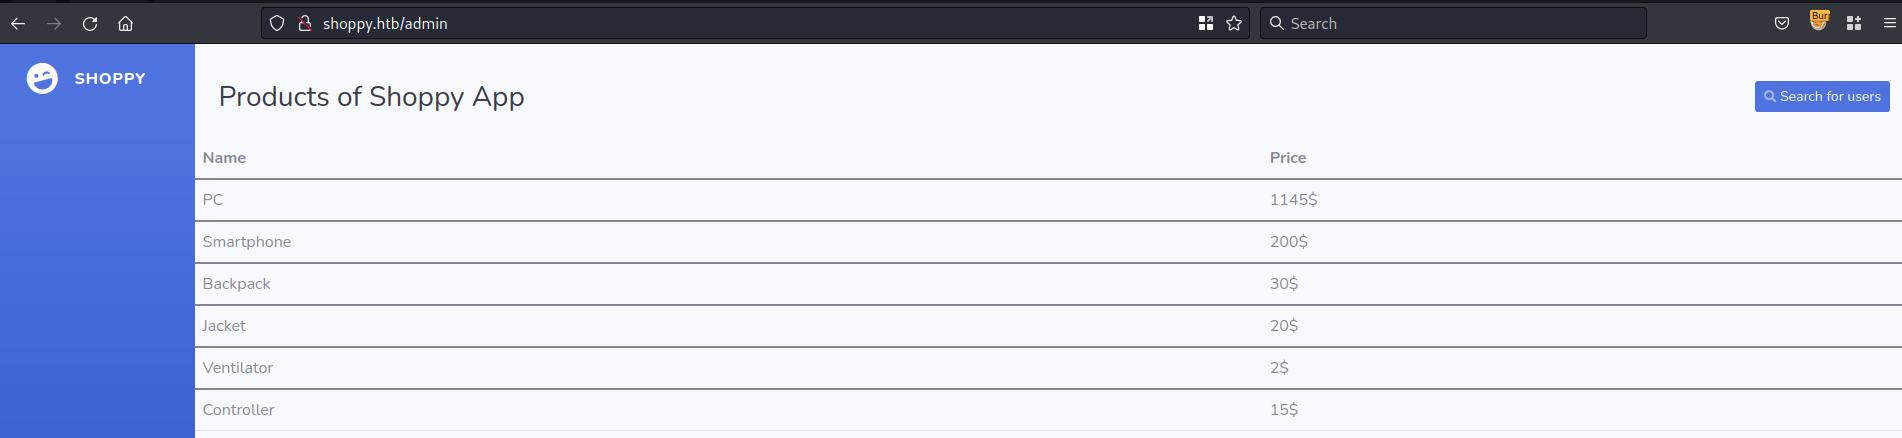 shoppy.htb/admin
Search
Burp
SHOPPY
Products of Shoppy App
Search for users
Name Price
PC 1145$
Smartphone 200$
Backpack 30$
Jacket 20$
Ventilator 2$
Controller 15$